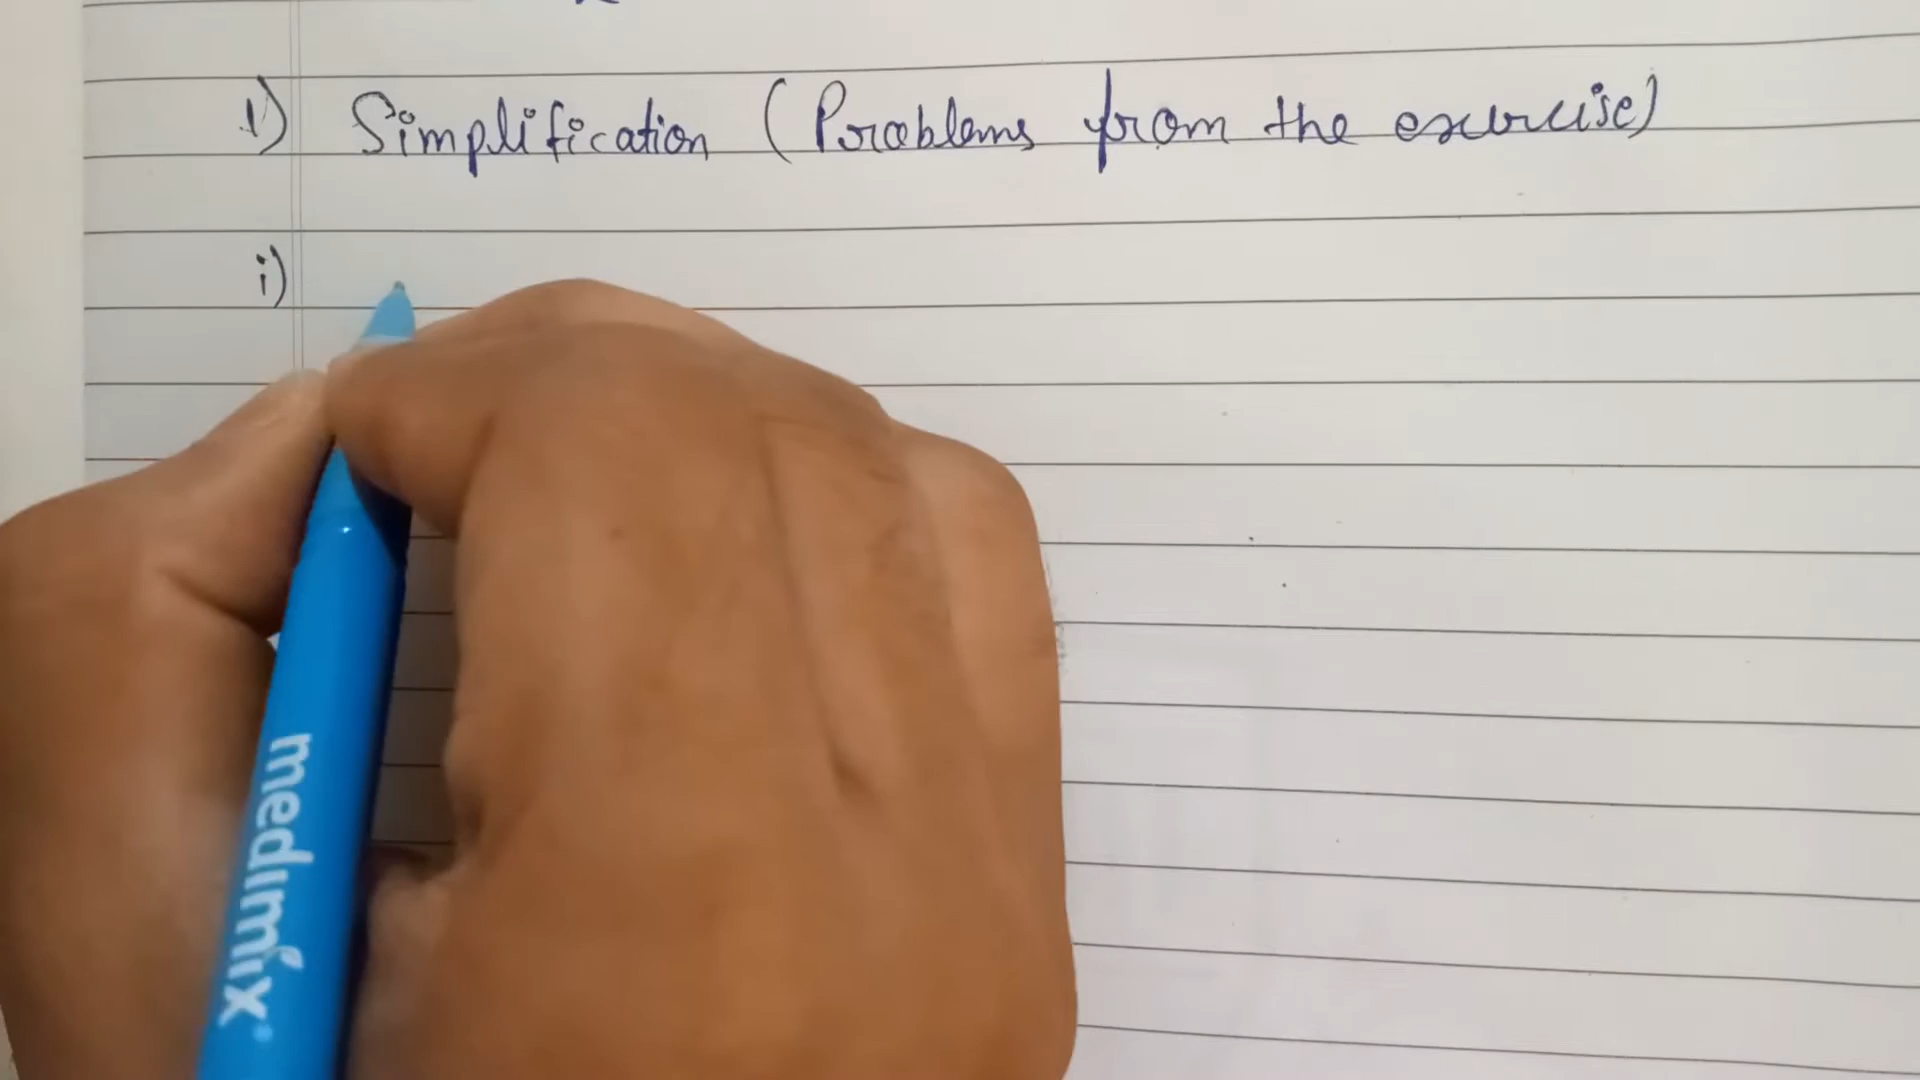 1) Simplification (Problems from the exercise)
i)
medimix